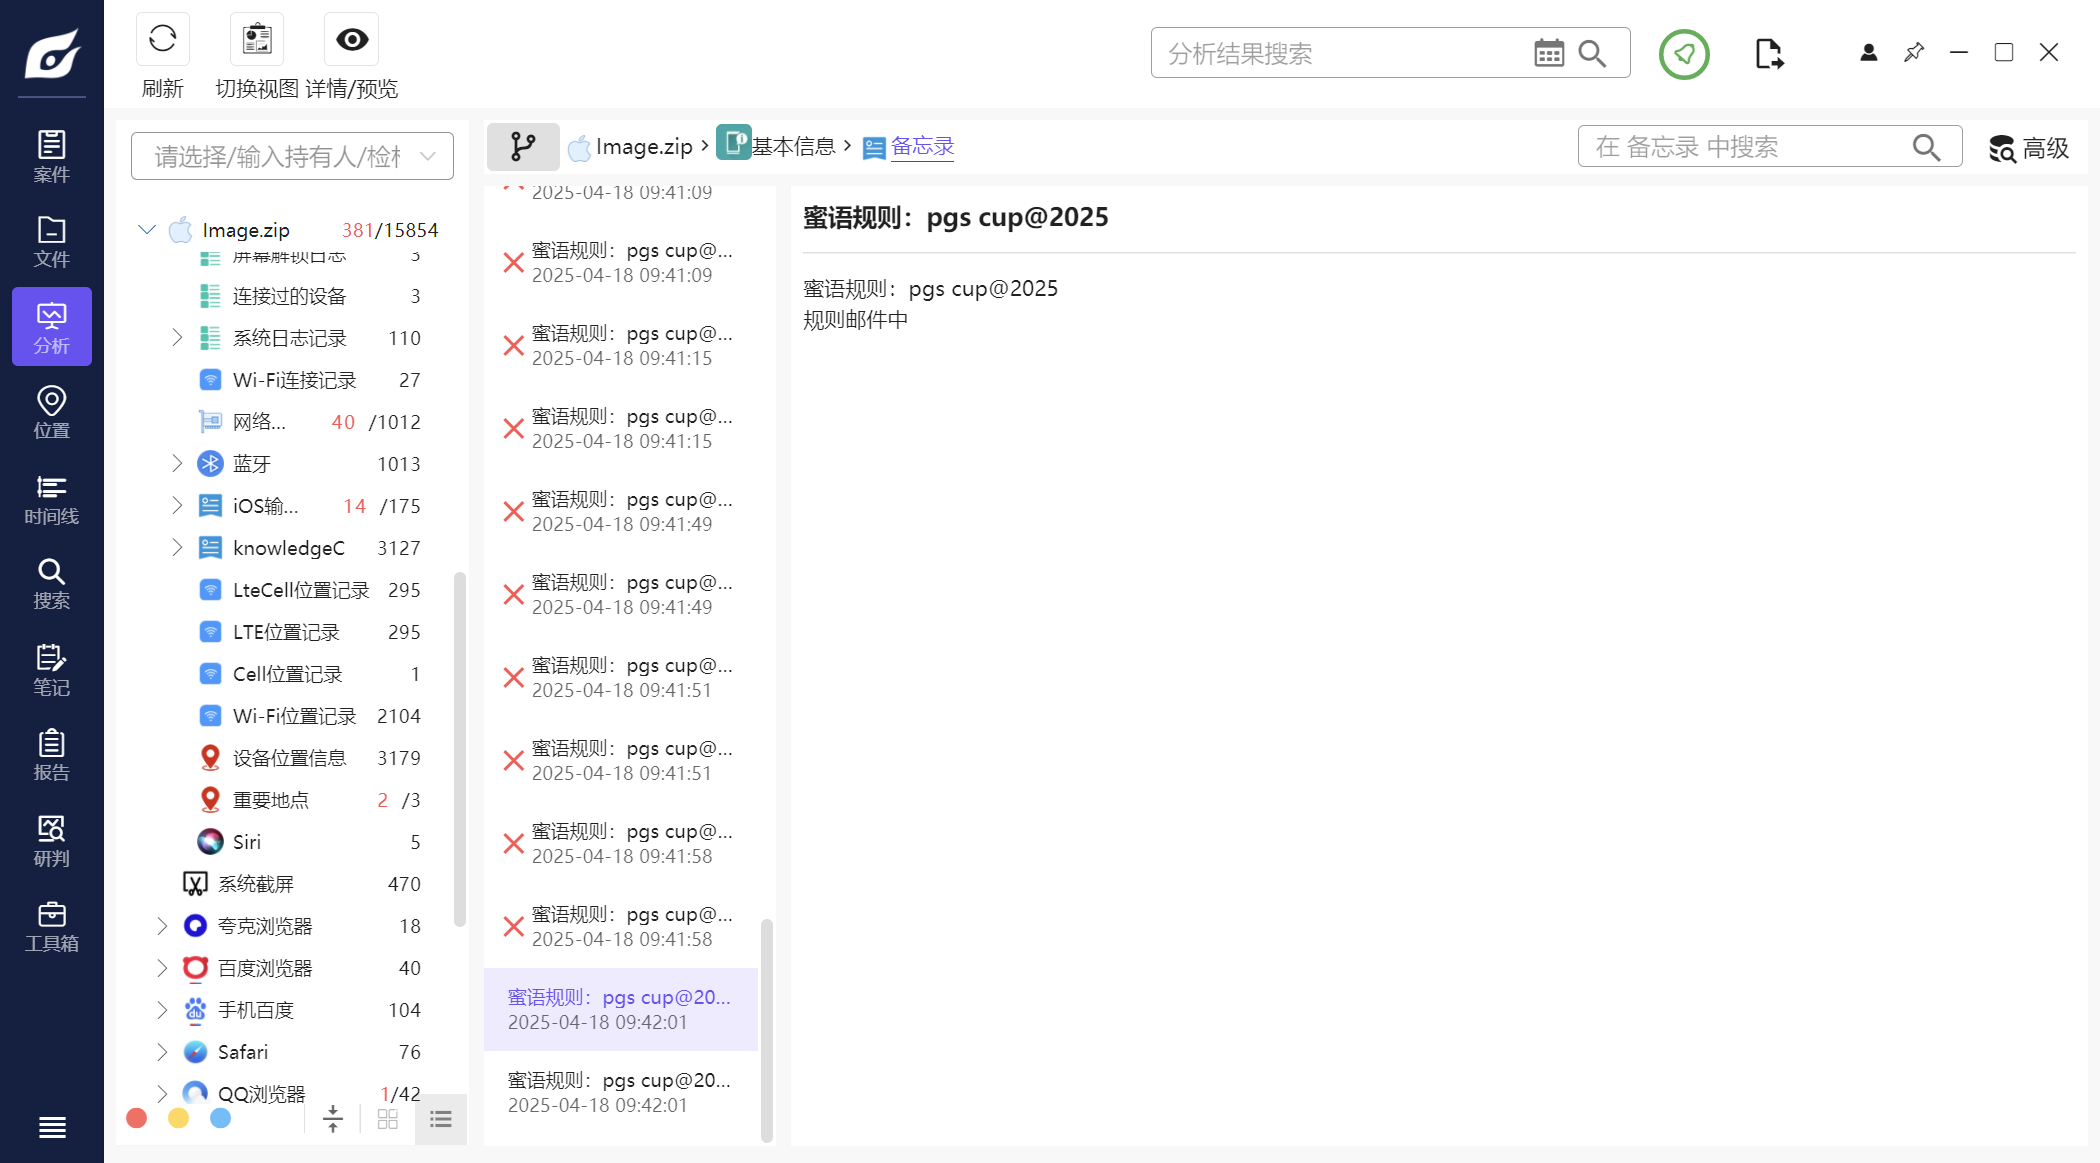 刷新
切换视图
详情/预览
分析结果搜索
案件
文件
分析
位置
时间线
搜索
笔记
报告
研判
工具箱
请选择/输入持有人/检材
Image.zip 381/15854
屏幕解锁日志 3
连接过的设备 3
系统日志记录 110
Wi-Fi连接记录 27
网络... 40 /1012
蓝牙 1013
iOS输... 14 /175
knowledgeC 3127
LteCell位置记录 295
LTE位置记录 295
Cell位置记录 1
Wi-Fi位置记录 2104
设备位置信息 3179
重要地点 2 /3
Siri 5
系统截屏 470
夸克浏览器 18
百度浏览器 40
手机百度 104
Safari 76
QQ浏览器 1/42
Image.zip › 基本信息 › 备忘录
在 备忘录 中搜索
高级
2025-04-18 09:41:09
蜜语规则：pgs cup@...
2025-04-18 09:41:09
蜜语规则：pgs cup@...
2025-04-18 09:41:15
蜜语规则：pgs cup@...
2025-04-18 09:41:15
蜜语规则：pgs cup@...
2025-04-18 09:41:49
蜜语规则：pgs cup@...
2025-04-18 09:41:49
蜜语规则：pgs cup@...
2025-04-18 09:41:51
蜜语规则：pgs cup@...
2025-04-18 09:41:51
蜜语规则：pgs cup@...
2025-04-18 09:41:58
蜜语规则：pgs cup@...
2025-04-18 09:41:58
蜜语规则：pgs cup@20...
2025-04-18 09:42:01
蜜语规则：pgs cup@20...
2025-04-18 09:42:01
蜜语规则：pgs cup@2025
蜜语规则：pgs cup@2025
规则邮件中